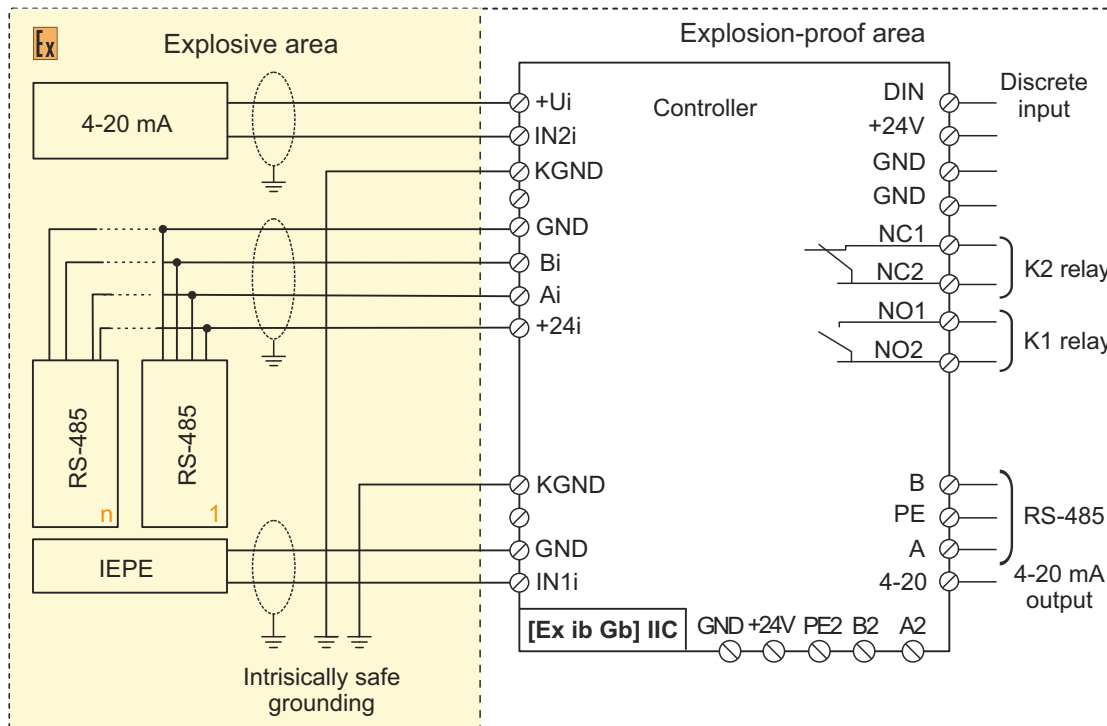 Ex
Explosive area
Explosion-proof area
4-20 mA
+Ui
IN2i
KGND
GND
Bi
Ai
+24i
Controller
DIN
+24V
GND
GND
Discrete
input
NC1
NC2
K2 relay
NO1
NO2
K1 relay
RS-485
n
RS-485
1
IEPE
KGND
GND
IN1i
B
PE
A
RS-485
4-20
4-20 mA
output
[Ex ib Gb] IIC
GND +24V PE2 B2 A2
Intrisically safe
grounding